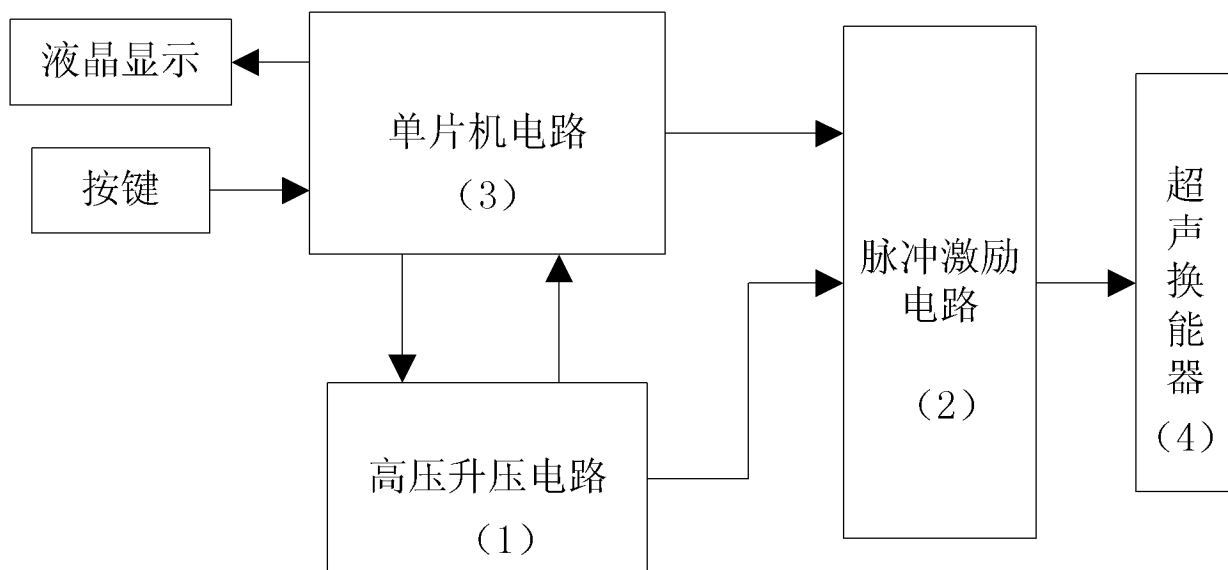 液晶显示
按键
单片机电路
（3）
高压升压电路
（1）
脉冲激励
电路
（2）
超
声
换
能
器
（4）